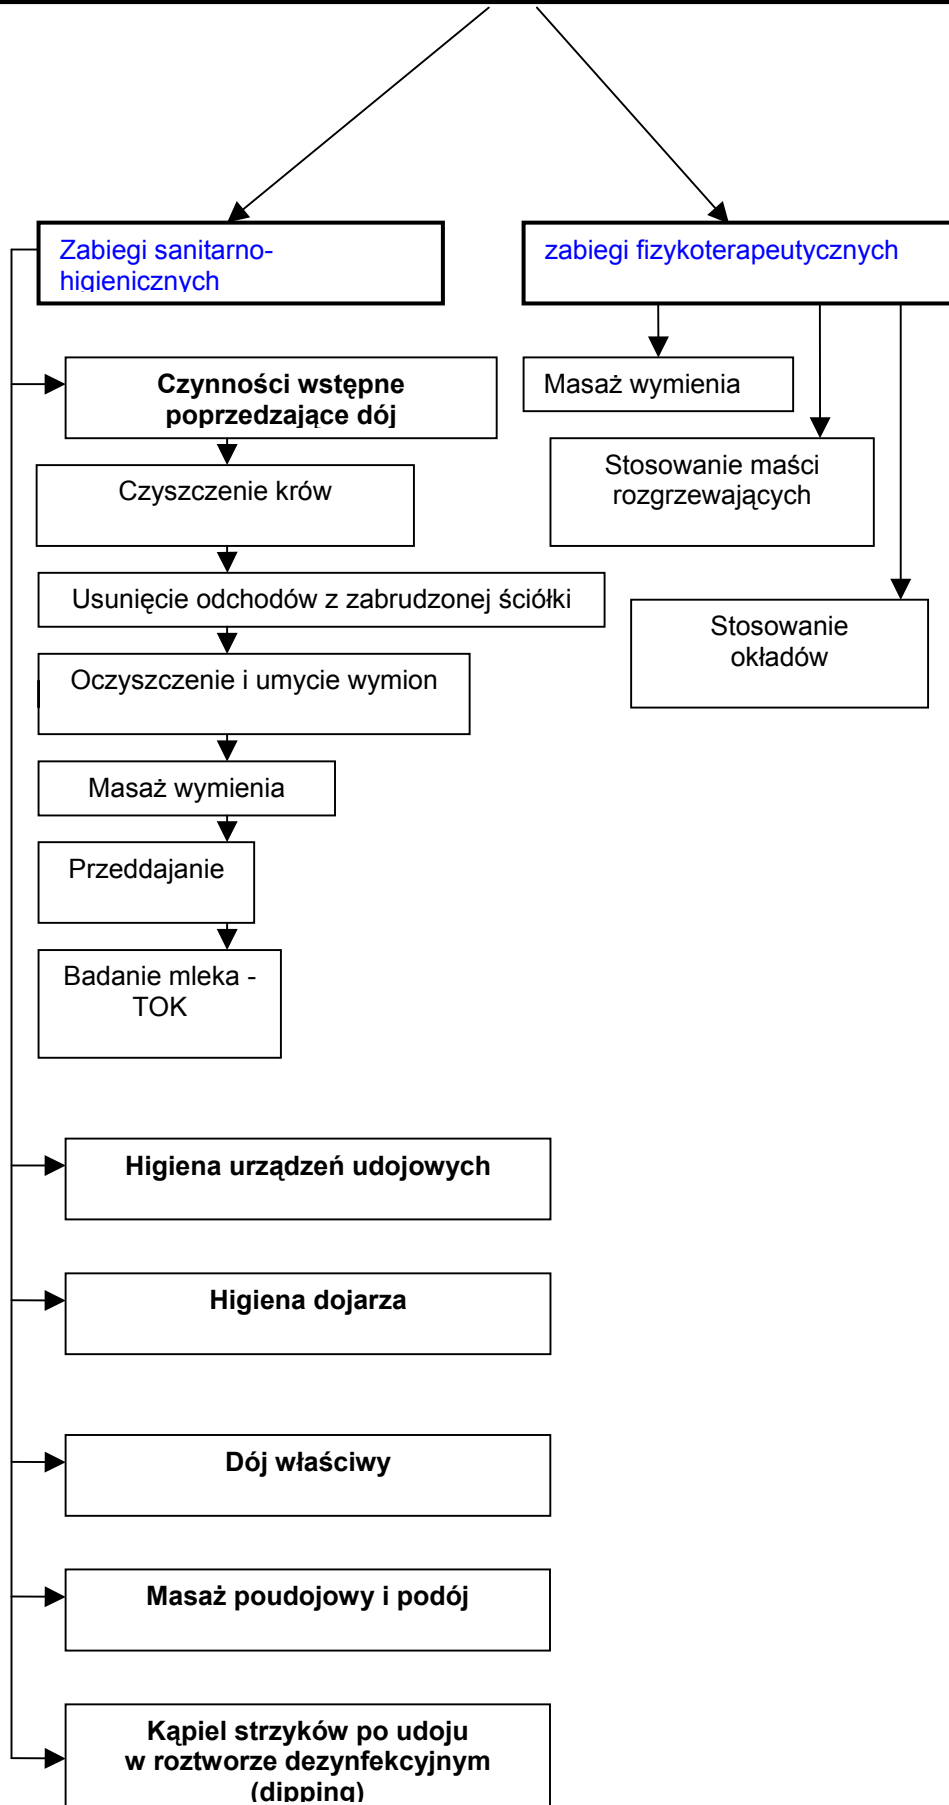 Zabiegi sanitarno-
higienicznych
zabiegi fizykoterapeutycznych
Czynności wstępne
poprzedzające dój
Masaż wymienia
Czyszczenie krów
Stosowanie maści
rozgrzewających
Usunięcie odchodów z zabrudzonej ściółki
Stosowanie
okładów
Oczyszczenie i umycie wymion
Masaż wymienia
Przeddajanie
Badanie mleka -
TOK
Higiena urządzeń udojowych
Higiena dojarza
Dój właściwy
Masaż poudojowy i podój
Kąpiel strzyków po udoju
w roztworze dezynfekcyjnym
(dipping)